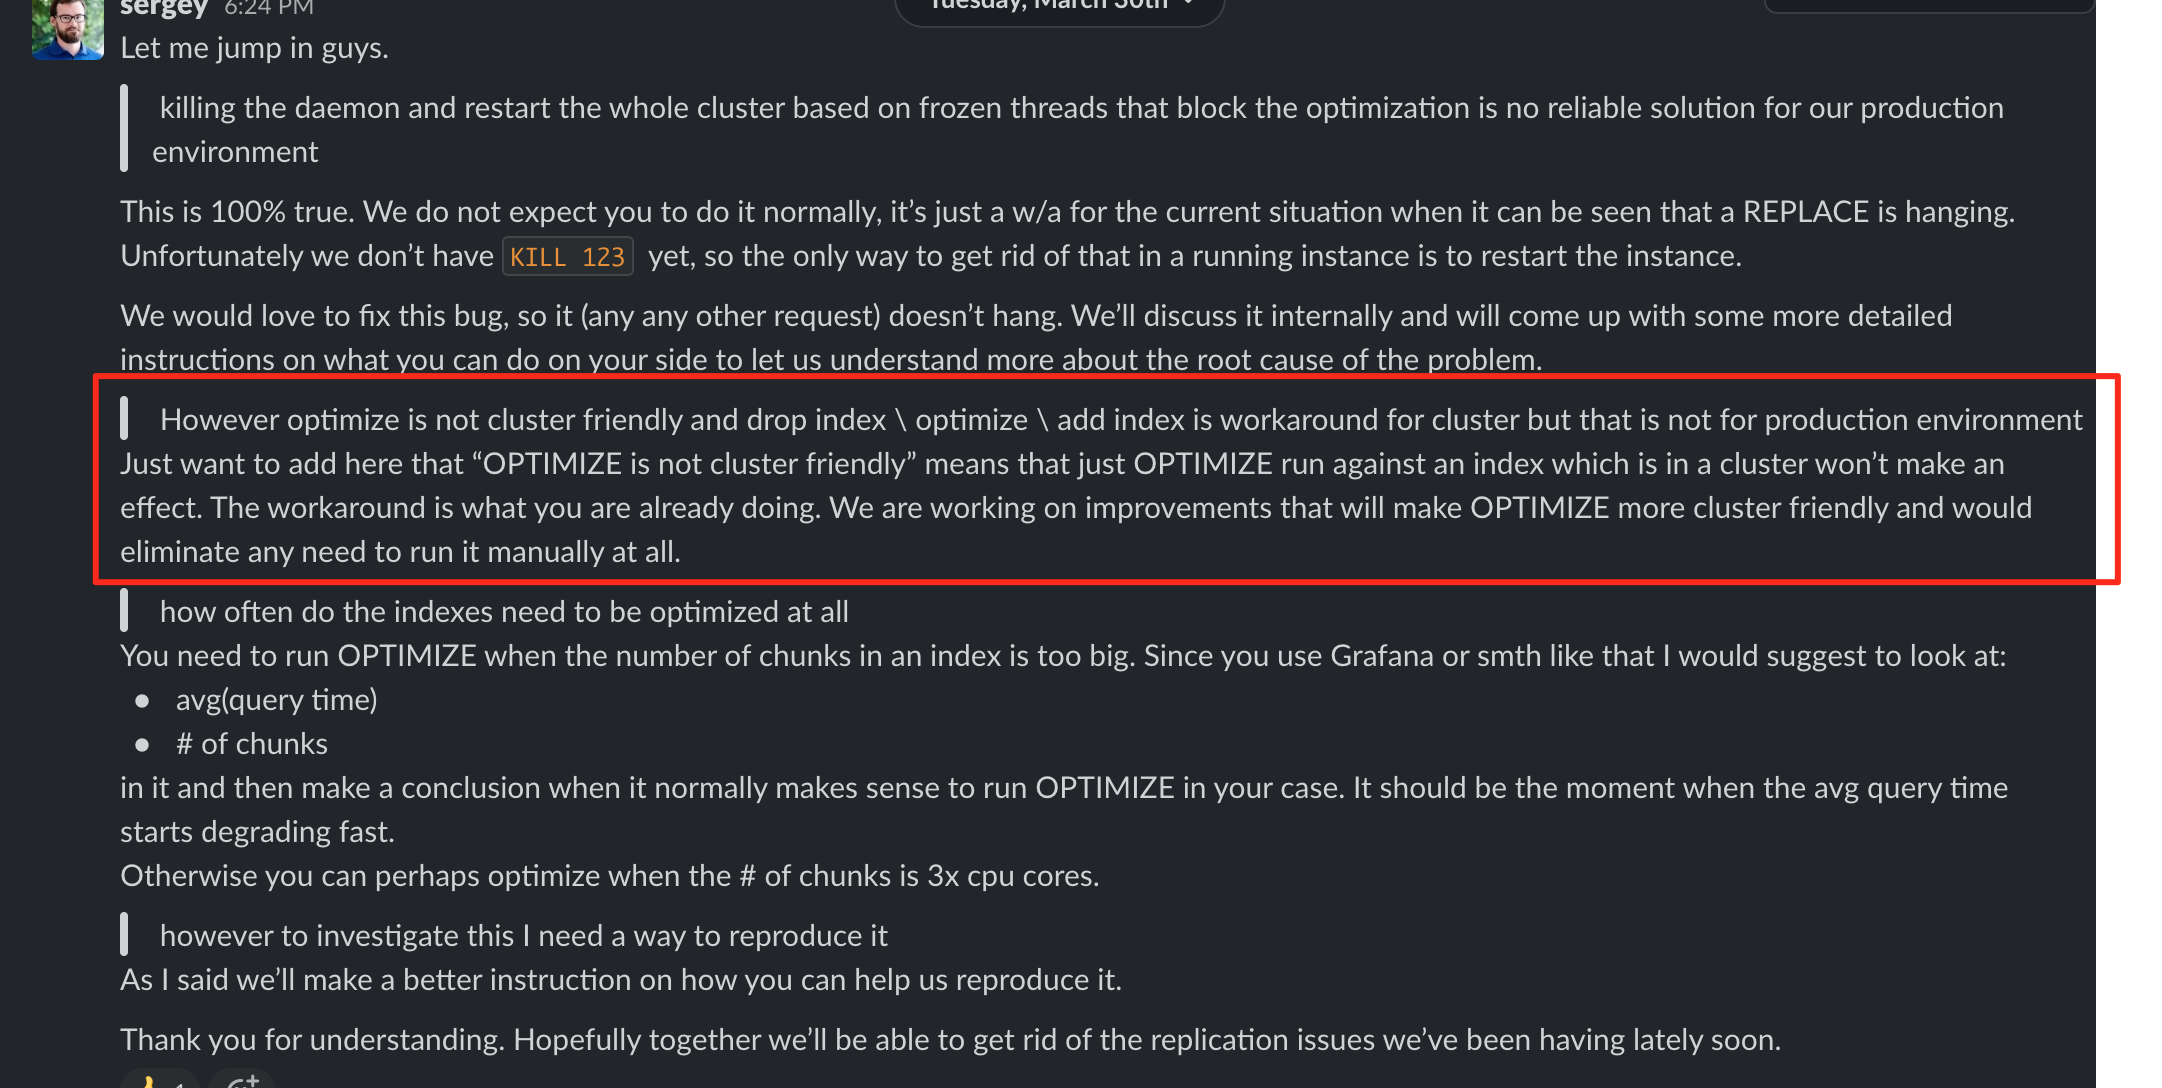 sergey 6:24 PM
Tuesday, March 30th
Let me jump in guys.
killing the daemon and restart the whole cluster based on frozen threads that block the optimization is no reliable solution for our production
environment
This is 100% true. We do not expect you to do it normally, it’s just a w/a for the current situation when it can be seen that a REPLACE is hanging.
Unfortunately we don’t have KILL 123 yet, so the only way to get rid of that in a running instance is to restart the instance.
We would love to fix this bug, so it (any any other request) doesn’t hang. We’ll discuss it internally and will come up with some more detailed
instructions on what you can do on your side to let us understand more about the root cause of the problem.
However optimize is not cluster friendly and drop index \ optimize \ add index is workaround for cluster but that is not for production environment
Just want to add here that “OPTIMIZE is not cluster friendly” means that just OPTIMIZE run against an index which is in a cluster won’t make an
effect. The workaround is what you are already doing. We are working on improvements that will make OPTIMIZE more cluster friendly and would
eliminate any need to run it manually at all.
how often do the indexes need to be optimized at all
You need to run OPTIMIZE when the number of chunks in an index is too big. Since you use Grafana or smth like that I would suggest to look at:
● avg(query time)
● # of chunks
in it and then make a conclusion when it normally makes sense to run OPTIMIZE in your case. It should be the moment when the avg query time
starts degrading fast.
Otherwise you can perhaps optimize when the # of chunks is 3x cpu cores.
however to investigate this I need a way to reproduce it
As I said we’ll make a better instruction on how you can help us reproduce it.
Thank you for understanding. Hopefully together we’ll be able to get rid of the replication issues we’ve been having lately soon.